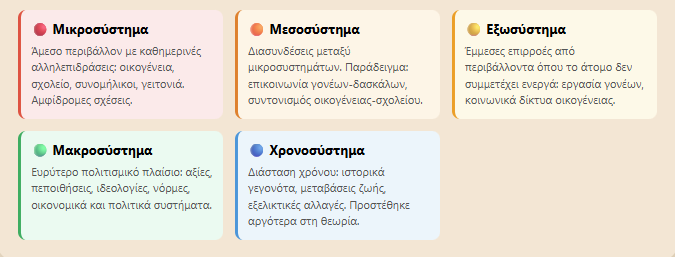 Μικροσύστημα
Άμεσο περιβάλλον με καθημερινές
αλληλεπιδράσεις: οικογένεια,
σχολείο, συνομήλικοι, γειτονιά.
Αμφίδρομες σχέσεις.
Μεσοσύστημα
Διασυνδέσεις μεταξύ
μικροσυστημάτων. Παράδειγμα:
επικοινωνία γονέων-δασκάλων,
συντονισμός οικογένειας-σχολείου.
Εξωσύστημα
Έμμεσες επιρροές από
περιβάλλοντα όπου το άτομο δεν
συμμετέχει ενεργά: εργασία γονέων,
κοινωνικά δίκτυα οικογένειας.
Μακροσύστημα
Ευρύτερο πολιτισμικό πλαίσιο: αξίες,
πεποιθήσεις, ιδεολογίες, νόρμες,
οικονομικά και πολιτικά συστήματα.
Χρονοσύστημα
Διάσταση χρόνου: ιστορικά
γεγονότα, μεταβάσεις ζωής,
εξελικτικές αλλαγές. Προστέθηκε
αργότερα στη θεωρία.